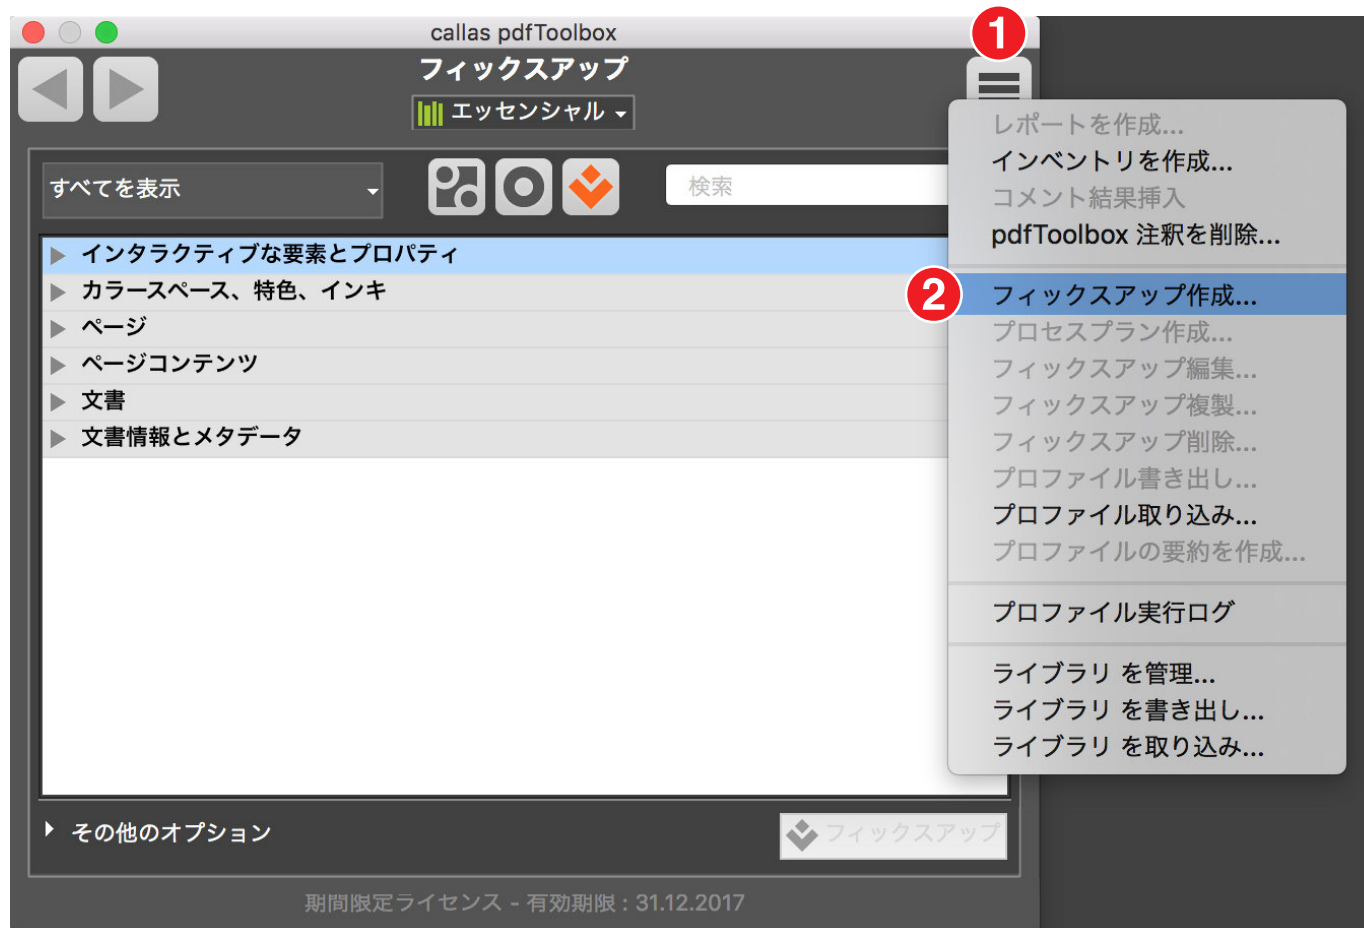 callas pdfToolbox
1
フィックスアップ
エッセンシャル
すべてを表示
検索
インタラクティブな要素とプロパティ
カラースペース、特色、インキ
ページ
ページコンテンツ
文書
文書情報とメタデータ
レポートを作成...
インベントリを作成...
コメント結果挿入
pdfToolbox 注釈を削除...
2
フィックスアップ作成...
プロセスプラン作成...
フィックスアップ編集...
フィックスアップ複製...
フィックスアップ削除...
プロファイル書き出し...
プロファイル取り込み...
プロファイルの要約を作成...
プロファイル実行ログ
ライブラリ を管理...
ライブラリ を書き出し...
ライブラリ を取り込み...
その他のオプション
フィックスアップ
期間限定ライセンス - 有効期限 : 31.12.2017